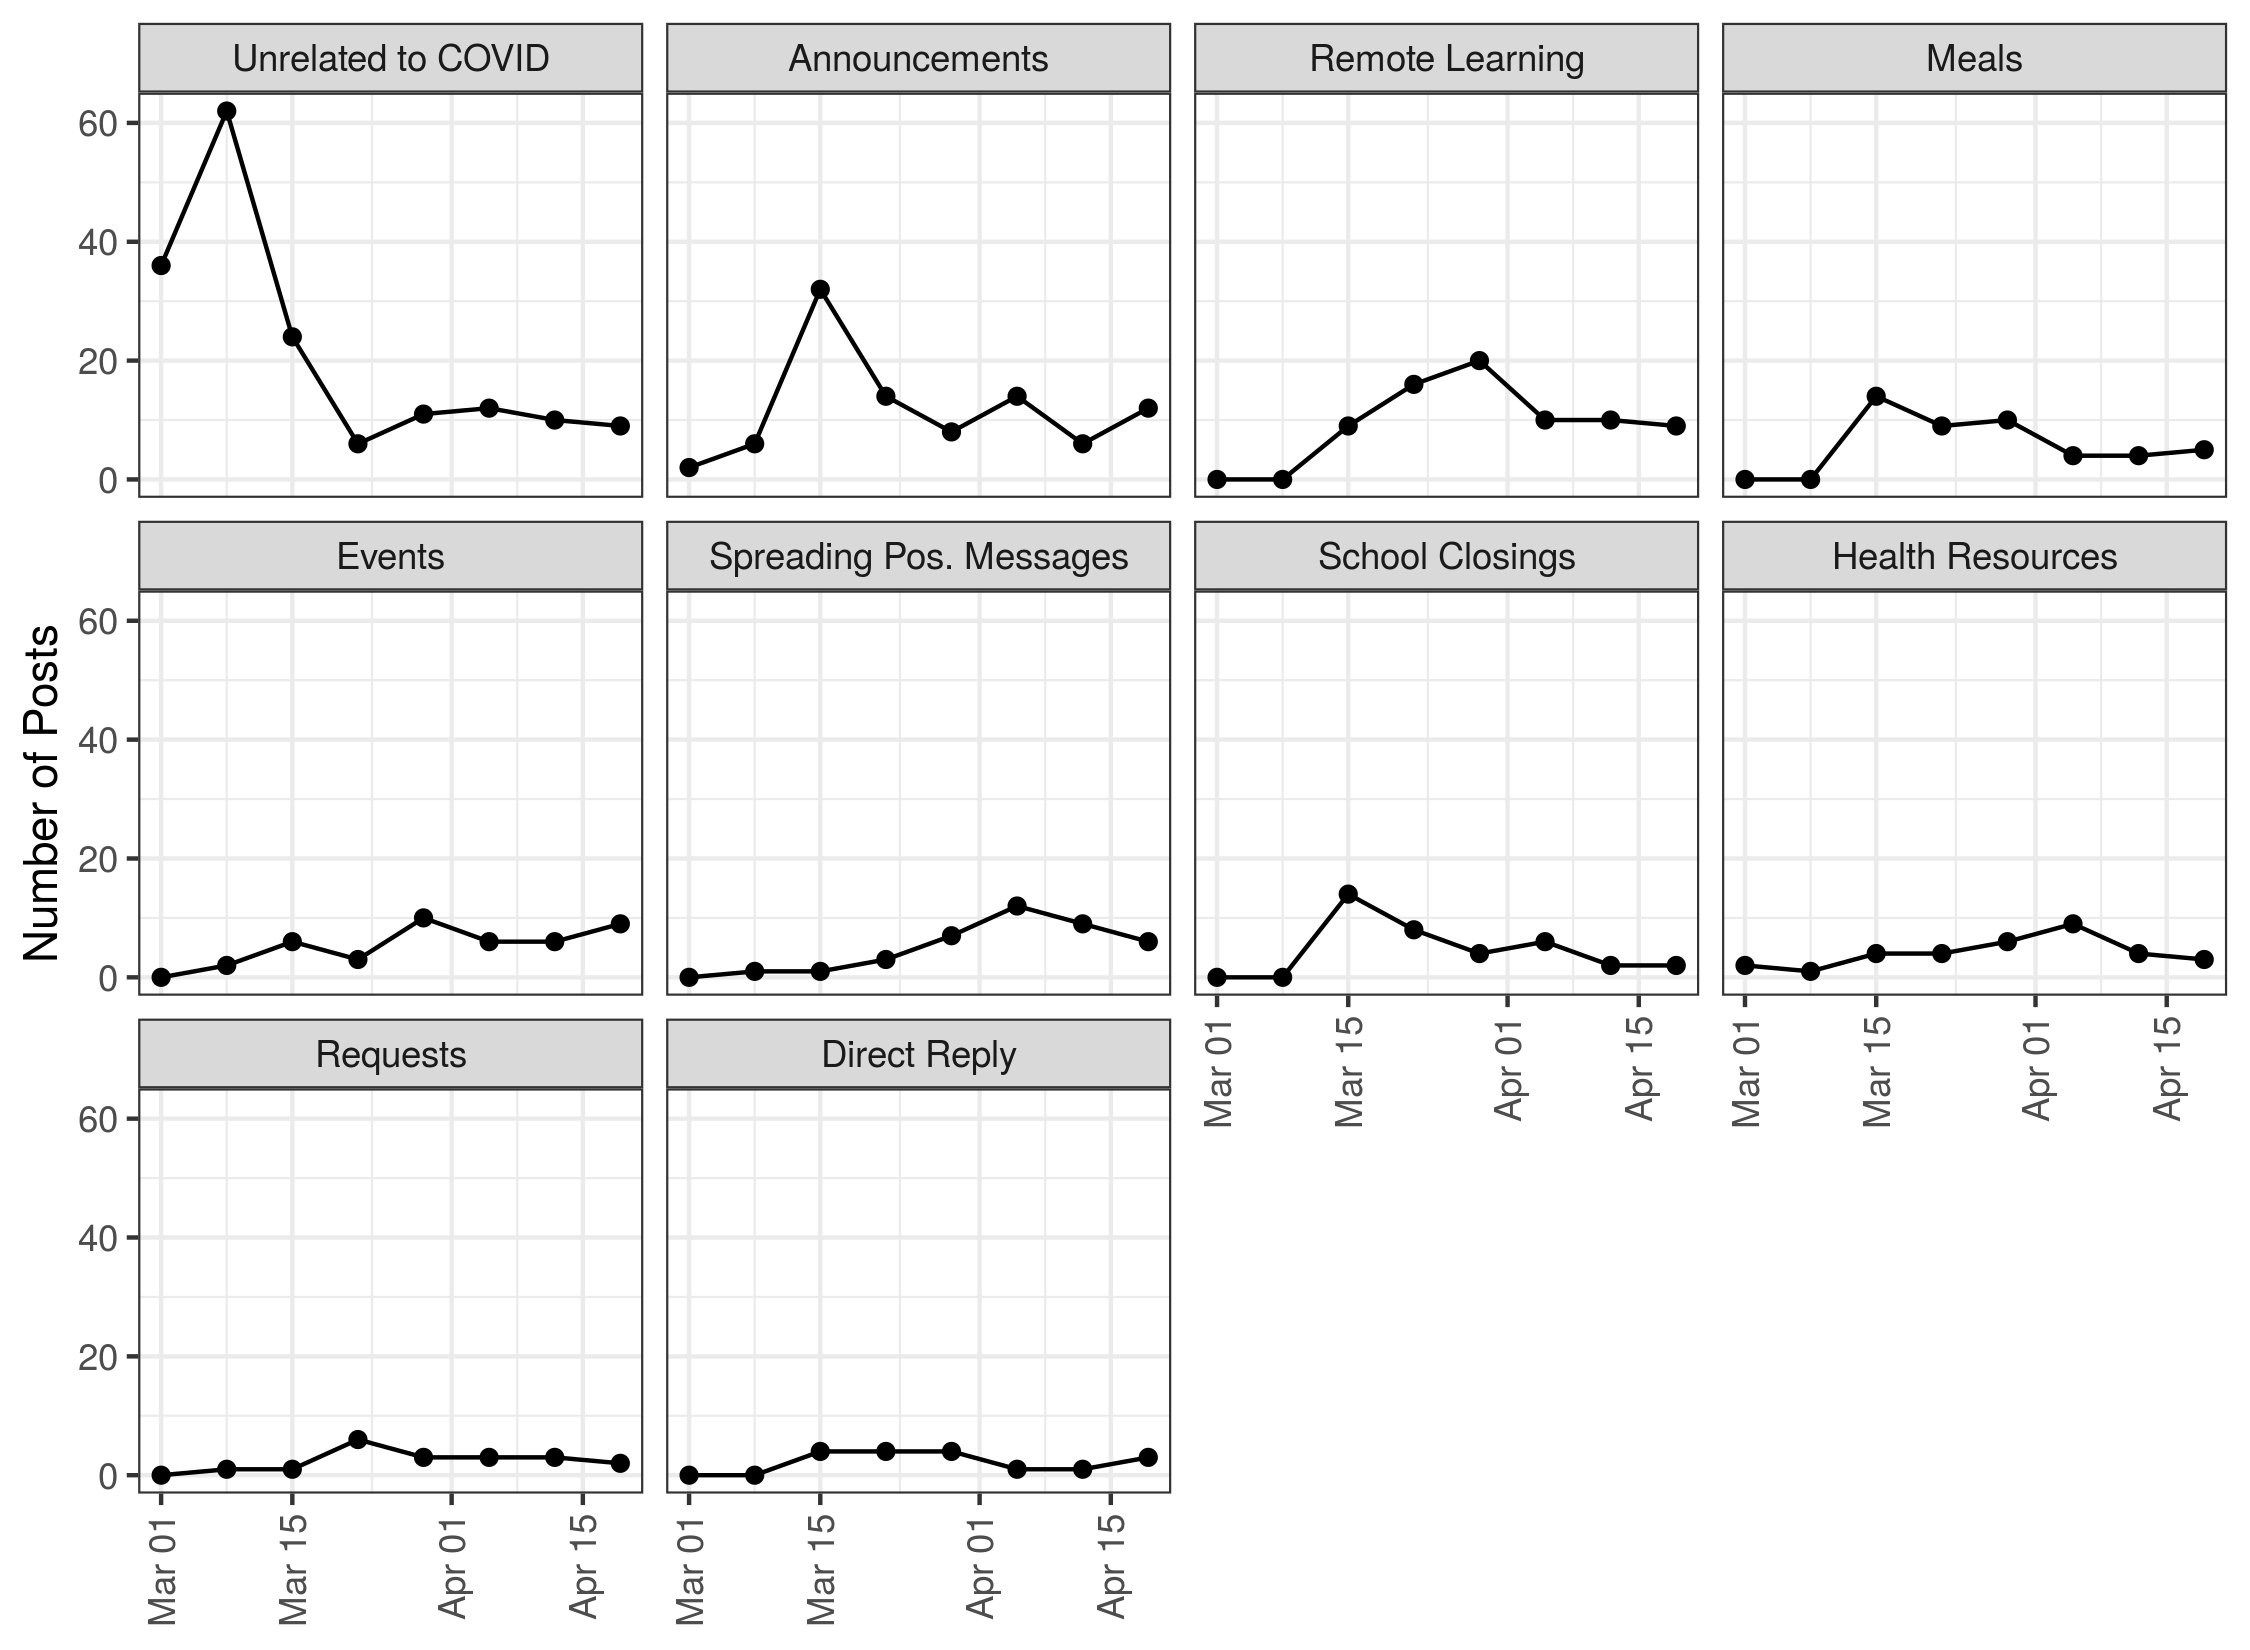 Unrelated to COVID
Announcements
Remote Learning
Meals
60
40
20
0
Events
Spreading Pos. Messages
School Closings
Health Resources
Number of Posts
60
40
20
0
Mar 01
Mar 15
Apr 01
Apr 15
Mar 01
Mar 15
Apr 01
Apr 15
Requests
Direct Reply
60
40
20
0
Mar 01
Mar 15
Apr 01
Apr 15
Mar 01
Mar 15
Apr 01
Apr 15